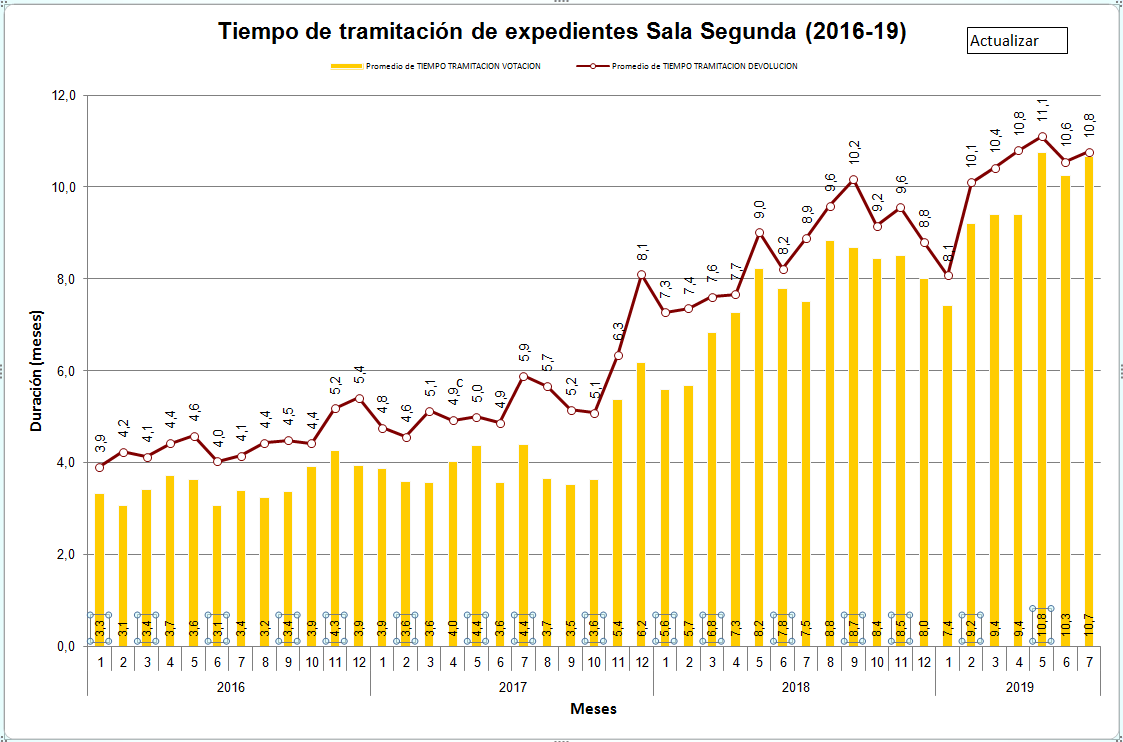 Tiempo de tramitación de expedientes Sala Segunda (2016-19)
Actualizar
Promedio de TIEMPO TRAMITACION VOTACION
Promedio de TIEMPO TRAMITACION DEVOLUCION
12,0
10,0
8,0
6,0
4,0
2,0
0,0
Duración (meses)
3,9 4,2 4,1 4,4 4,6 4,0 4,1 4,4 4,5 4,4 5,2 5,4 4,8 4,6 5,1 4,9 C 5,0 4,9 5,9 5,7 5,2 5,1 6,3 8,1 7,3 7,4 7,6 7,7 9,0 8,2 8,9 9,6 10,2 9,2 9,6 8,8 8,1 10,1 10,4 10,8 11,1 10,6 10,8
3,3 3,1 3,4 3,7 3,6 3,1 3,4 3,2 3,4 3,9 4,3 3,9 3,9 3,6 3,6 4,0 4,4 3,6 4,4 3,7 3,5 3,6 5,4 6,2 5,6 5,7 6,8 7,3 8,2 7,8 7,5 8,8 8,7 8,4 8,5 8,0 7,4 9,2 9,4 9,4 10,8 10,3 10,7
1 2 3 4 5 6 7 8 9 10 11 12 1 2 3 4 5 6 7 8 9 10 11 12 1 2 3 4 5 6 7 8 9 10 11 12 1 2 3 4 5 6 7
2016 2017 2018 2019
Meses